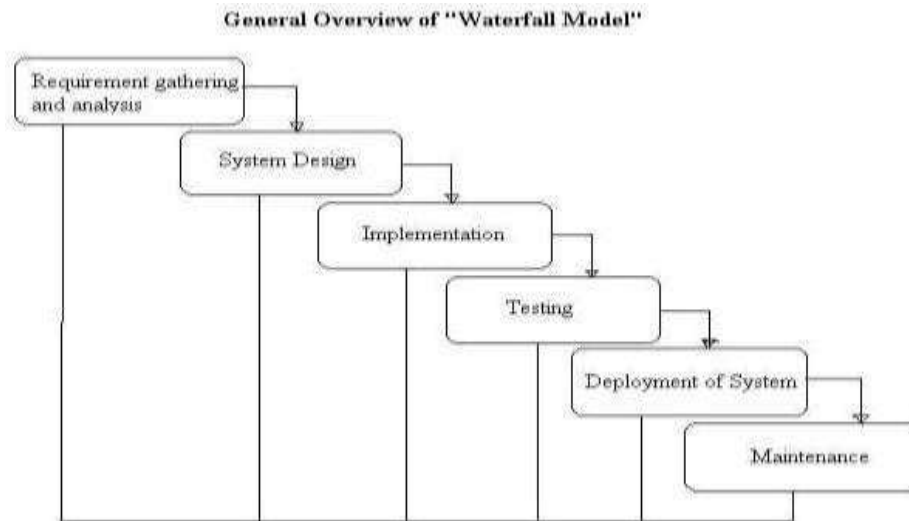 General Overview of "Waterfall Model"
Requirement gathering
and analysis
System Design
Implementation
Testing
Deployment of System
Maintenance